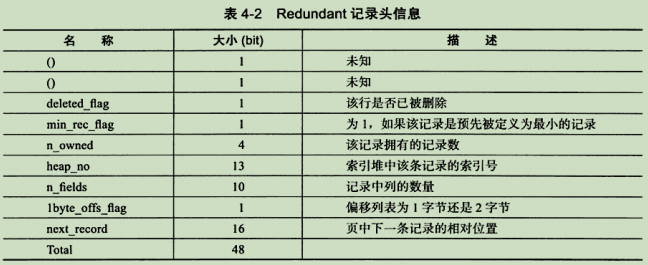 表 4-2 Redundant 记录头信息
名 称 大小 (bit) 描 述
() 1 未知
() 1 未知
deleted_flag 1 该行是否已被删除
min_rec_flag 1 为 1，如果该记录是预先被定义为最小的记录
n_owned 4 该记录拥有的记录数
heap_no 13 索引堆中该条记录的索引号
n_fields 10 记录中列的数量
1byte_offs_flag 1 偏移列表为 1 字节还是 2 字节
next_record 16 页中下一条记录的相对位置
Total 48